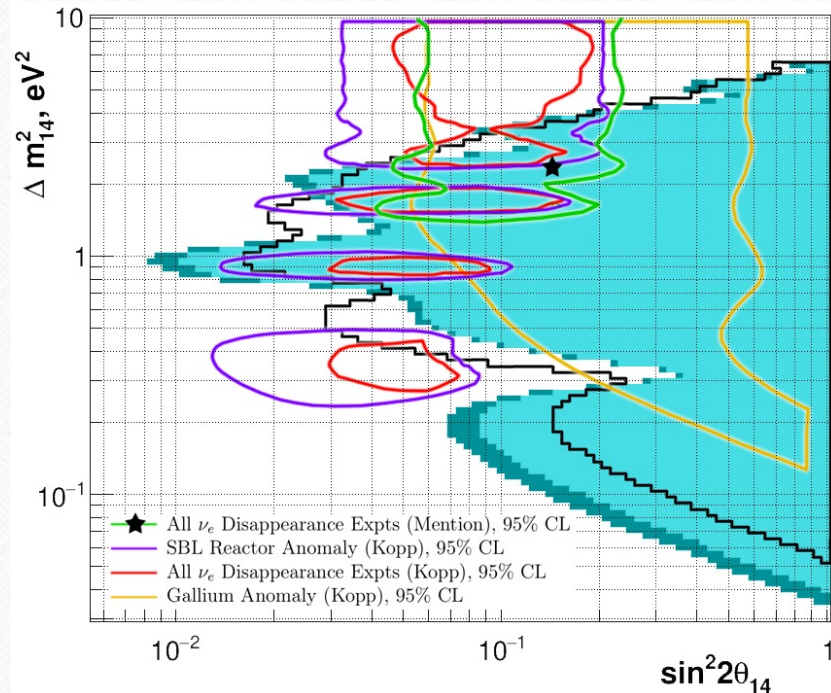 10
Δ m²₁₄, eV²
1
10⁻¹
All νₑ Disappearance Expts (Mention), 95% CL
SBL Reactor Anomaly (Kopp), 95% CL
All νₑ Disappearance Expts (Kopp), 95% CL
Gallium Anomaly (Kopp), 95% CL
10⁻² 10⁻¹ 1
sin²2θ₁₄